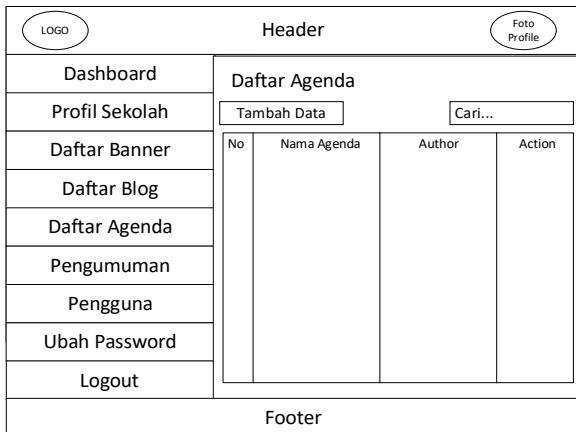 LOGO
Header
Foto
Profile
Dashboard
Profil Sekolah
Daftar Banner
Daftar Blog
Daftar Agenda
Pengumuman
Pengguna
Ubah Password
Logout
Daftar Agenda
Tambah Data
Cari...
No Nama Agenda Author Action
Footer